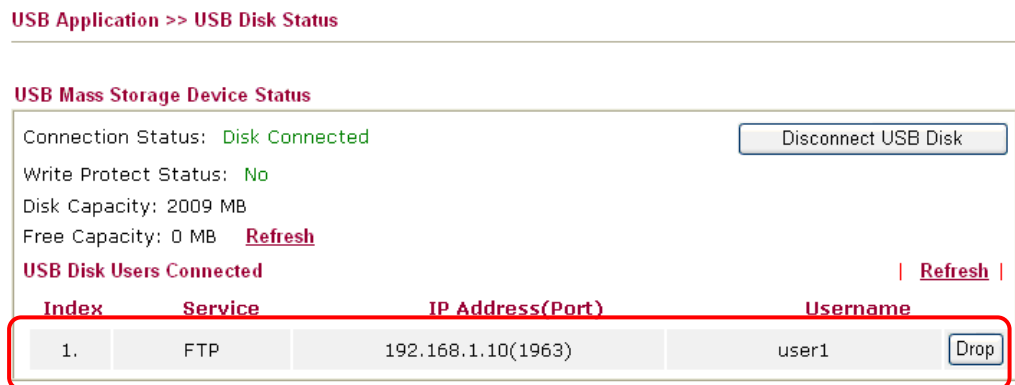 USB Application >> USB Disk Status
USB Mass Storage Device Status
Connection Status: Disk Connected Disconnect USB Disk
Write Protect Status: No
Disk Capacity: 2009 MB
Free Capacity: 0 MB Refresh
USB Disk Users Connected | Refresh |
Index Service IP Address(Port) Username
1. FTP 192.168.1.10(1963) user1 Drop